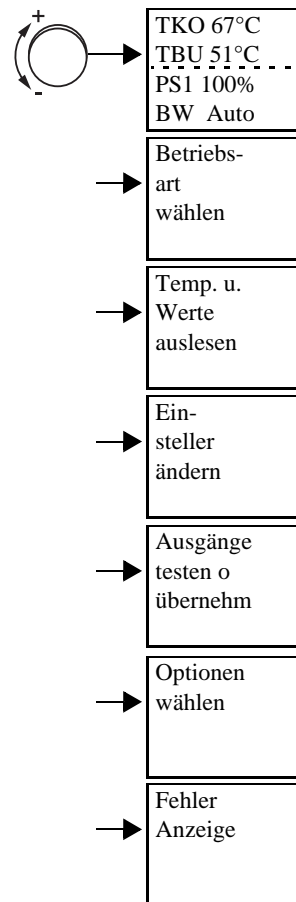 +
-
TKO 67°C
TBU 51°C
PS1 100%
BW Auto
Betriebs-
art
wählen
Temp. u.
Werte
auslesen
Ein-
steller
ändern
Ausgänge
testen o
übernehm
Optionen
wählen
Fehler
Anzeige